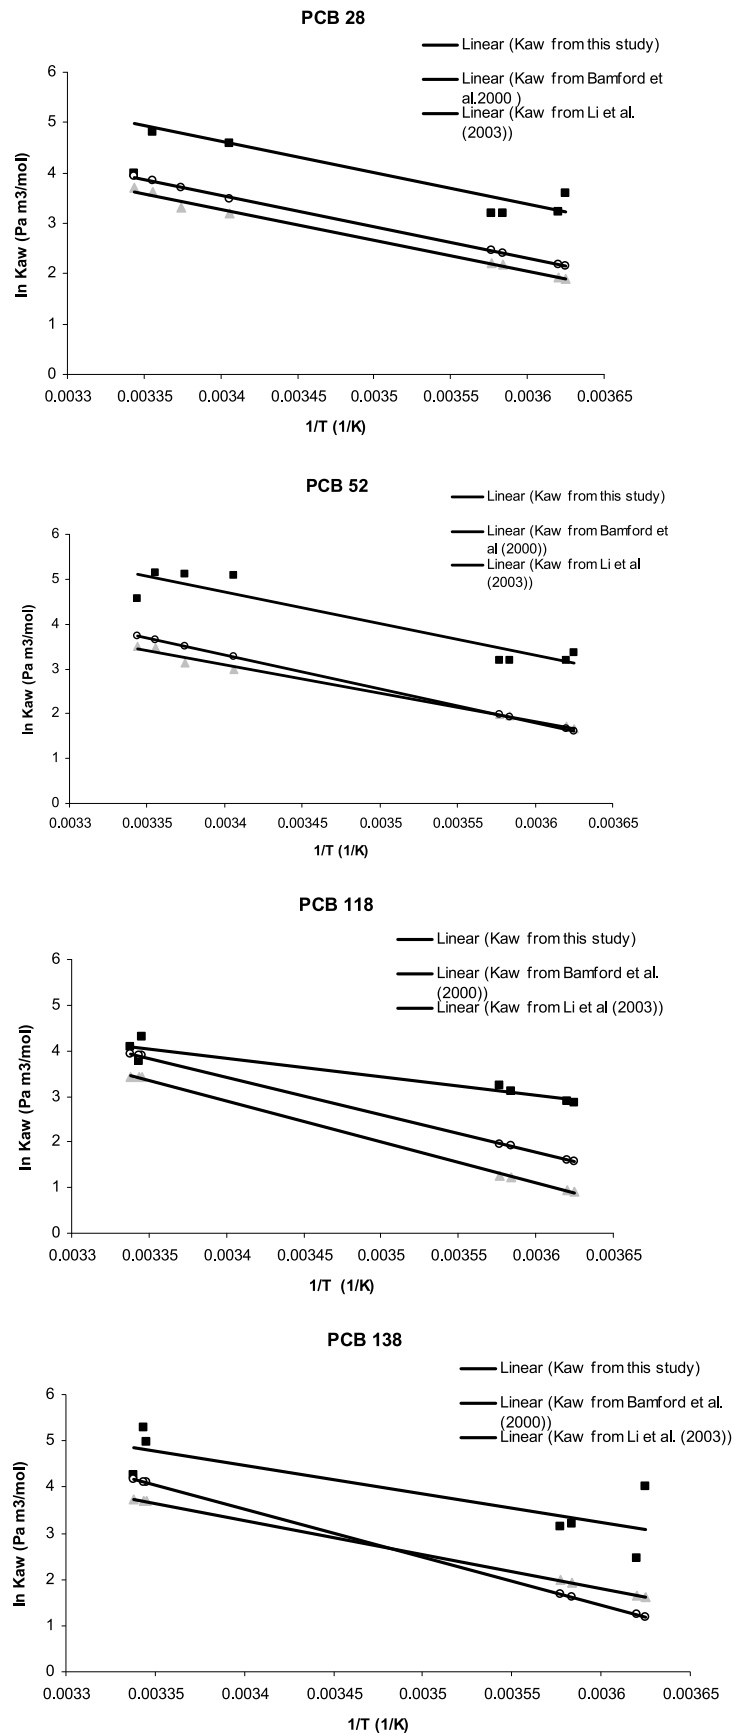 PCB 28
Linear (Kaw from this study)
Linear (Kaw from Bamford et
al.2000 )
Linear (Kaw from Li et al.
(2003))
6
5
4
3
2
1
0
ln Kaw (Pa m3/mol)
0.0033 0.00335 0.0034 0.00345 0.0035 0.00355 0.0036 0.00365
1/T (1/K)
PCB 52
Linear (Kaw from this study)
Linear (Kaw from Bamford et
al (2000))
Linear (Kaw from Li et al
(2003))
6
5
4
3
2
1
0
ln Kaw (Pa m3/mol)
0.0033 0.00335 0.0034 0.00345 0.0035 0.00355 0.0036 0.00365
1/T (1/K)
PCB 118
Linear (Kaw from this study)
Linear (Kaw from Bamford et al.
(2000))
Linear (Kaw from Li et al (2003))
6
5
4
3
2
1
0
ln Kaw (Pa m3/mol)
0.0033 0.00335 0.0034 0.00345 0.0035 0.00355 0.0036 0.00365
1/T (1/K)
PCB 138
Linear (Kaw from this study)
Linear (Kaw from Bamford et al.
(2000))
Linear (Kaw from Li et al. (2003))
6
5
4
3
2
1
0
ln Kaw (Pa m3/mol)
0.0033 0.00335 0.0034 0.00345 0.0035 0.00355 0.0036 0.00365
1/T (1/K)